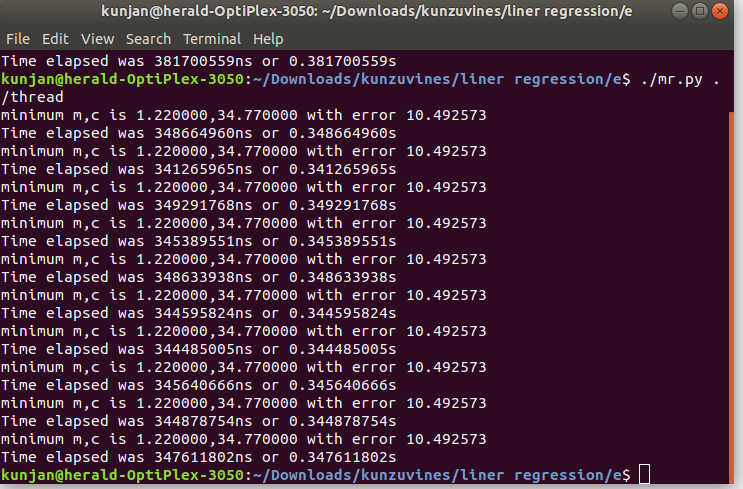 kunjan@herald-OptiPlex-3050: ~/Downloads/kunzuvines/liner regression/e
File Edit View Search Terminal Help
Time elapsed was 381700559ns or 0.381700559s
kunjan@herald-OptiPlex-3050:~/Downloads/kunzuvines/liner regression/e$ ./mr.py .
/thread
minimum m,c is 1.220000,34.770000 with error 10.492573
Time elapsed was 348664960ns or 0.348664960s
minimum m,c is 1.220000,34.770000 with error 10.492573
Time elapsed was 341265965ns or 0.341265965s
minimum m,c is 1.220000,34.770000 with error 10.492573
Time elapsed was 349291768ns or 0.349291768s
minimum m,c is 1.220000,34.770000 with error 10.492573
Time elapsed was 345389551ns or 0.345389551s
minimum m,c is 1.220000,34.770000 with error 10.492573
Time elapsed was 348633938ns or 0.348633938s
minimum m,c is 1.220000,34.770000 with error 10.492573
Time elapsed was 344595824ns or 0.344595824s
minimum m,c is 1.220000,34.770000 with error 10.492573
Time elapsed was 344485005ns or 0.344485005s
minimum m,c is 1.220000,34.770000 with error 10.492573
Time elapsed was 345640666ns or 0.345640666s
minimum m,c is 1.220000,34.770000 with error 10.492573
Time elapsed was 344878754ns or 0.344878754s
minimum m,c is 1.220000,34.770000 with error 10.492573
Time elapsed was 347611802ns or 0.347611802s
kunjan@herald-OptiPlex-3050:~/Downloads/kunzuvines/liner regression/e$